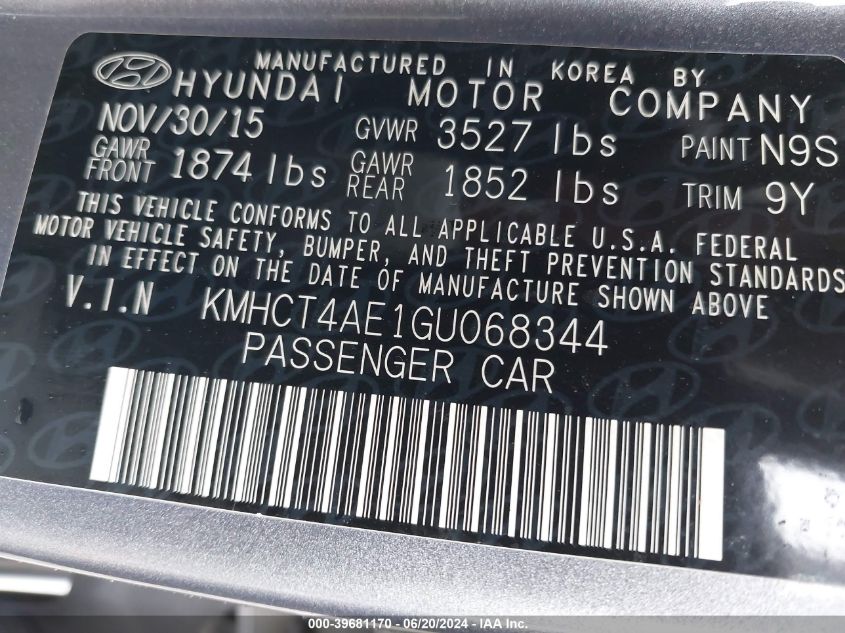 MANUFACTURED IN KOREA BY
HYUNDAI MOTOR COMPANY
NOV/30/15 GVWR 3527 lbs PAINT N9S
GAWR FRONT 1874 lbs GAWR REAR 1852 lbs TRIM 9Y
THIS VEHICLE CONFORMS TO ALL APPLICABLE U.S.A. FEDERAL
MOTOR VEHICLE SAFETY, BUMPER, AND THEFT PREVENTION STANDARDS
IN EFFECT ON THE DATE OF MANUFACTURE SHOWN ABOVE
V.I.N KMHCT4AE1GU068344
PASSENGER CAR
000-39681170 - 06/20/2024 - IAA Inc.